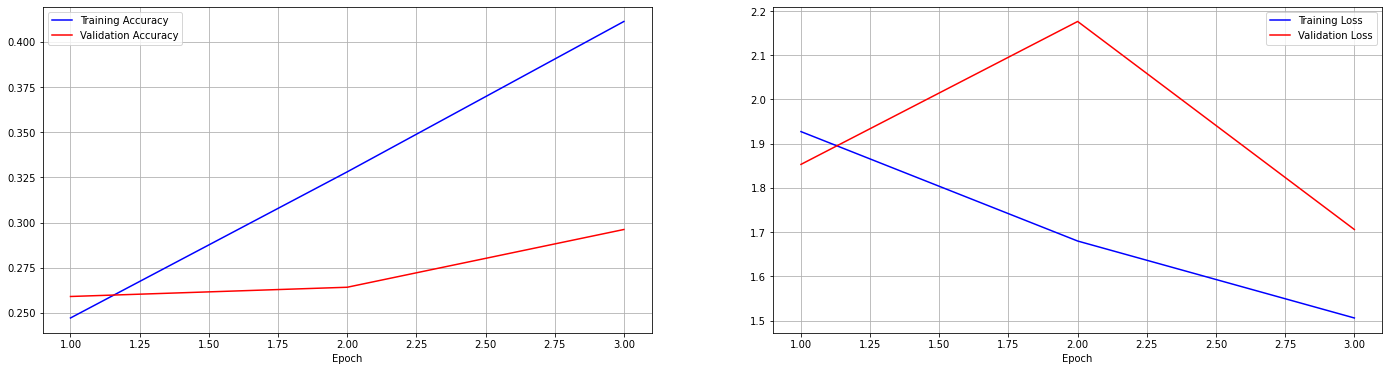 Training Accuracy
Validation Accuracy
0.400
0.375
0.350
0.325
0.300
0.275
0.250
1.00 1.25 1.50 1.75 2.00 2.25 2.50 2.75 3.00
Epoch
Training Loss
Validation Loss
2.2
2.1
2.0
1.9
1.8
1.7
1.6
1.5
1.00 1.25 1.50 1.75 2.00 2.25 2.50 2.75 3.00
Epoch